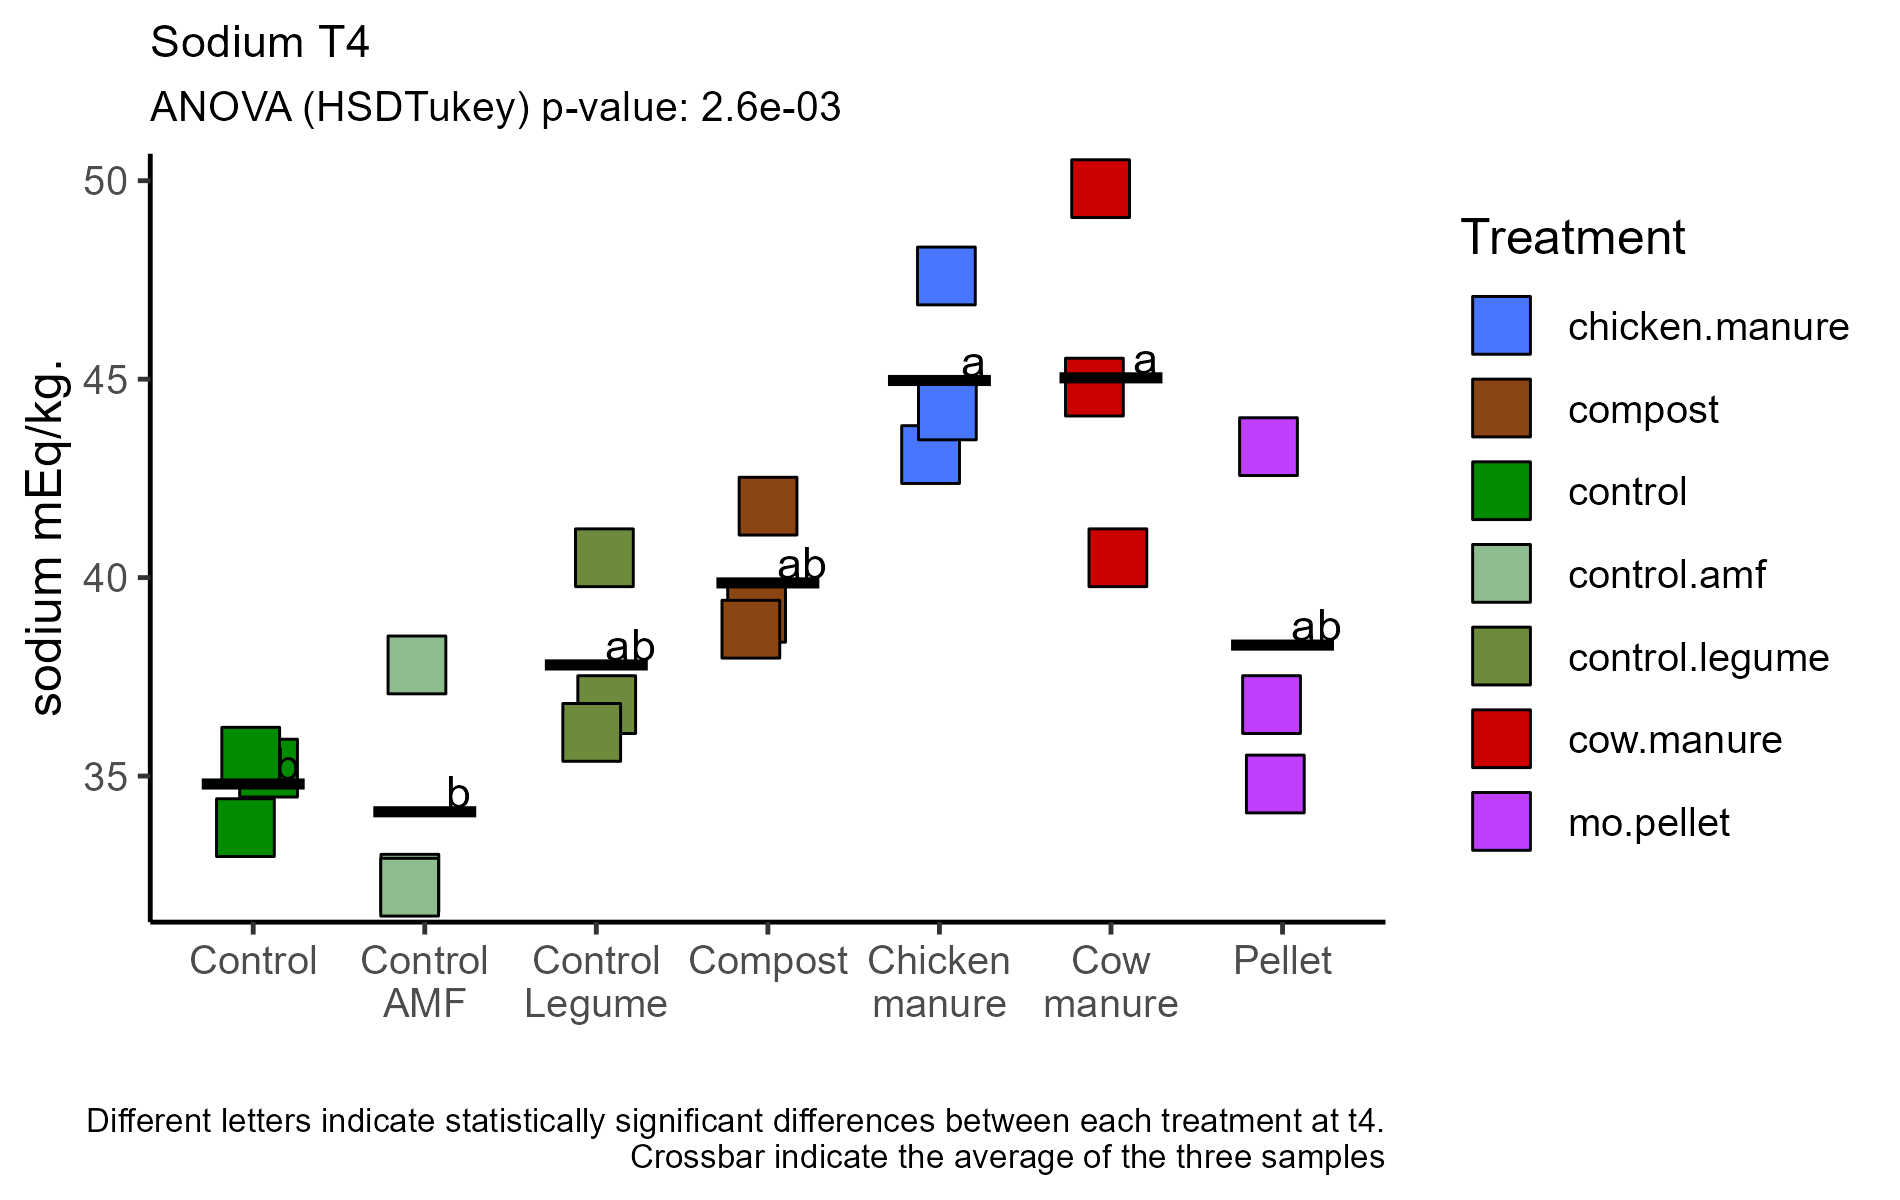 Sodium T4
ANOVA (HSDTukey) p-value: 2.6e-03
sodium mEq/kg.
50
45
40
35
b
b
ab
ab
a
a
ab
Control
Control
AMF
Control
Legume
Compost
Chicken
manure
Cow
manure
Pellet
Treatment
chicken.manure
compost
control
control.amf
control.legume
cow.manure
mo.pellet
Different letters indicate statistically significant differences between each treatment at t4.
Crossbar indicate the average of the three samples